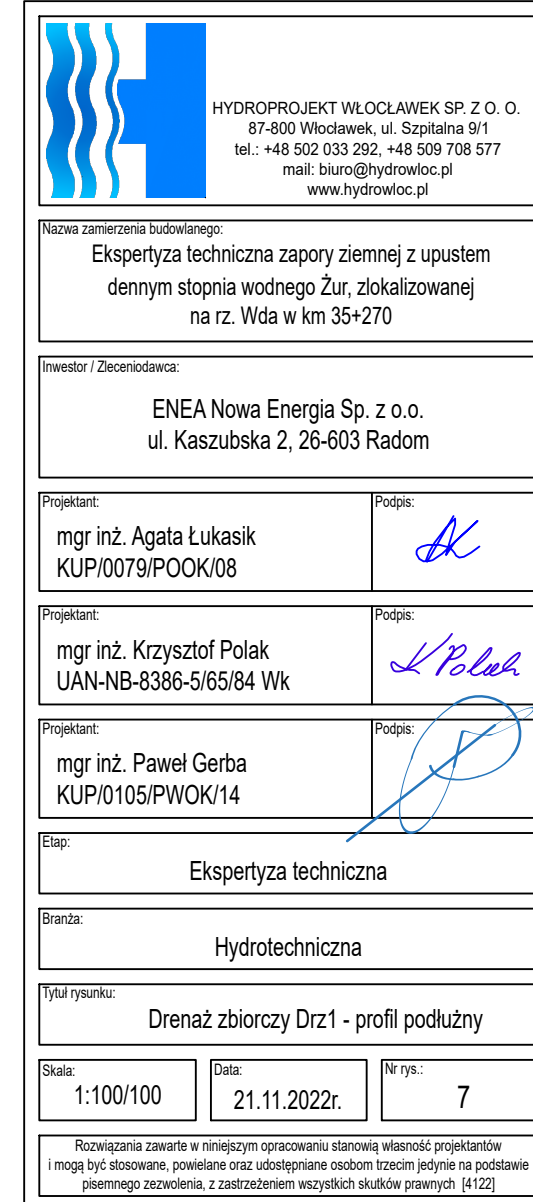 HYDROPROJEKT WŁOCŁAWEK SP. Z O. O.
87-800 Włocławek, ul. Szpitalna 9/1
tel.: +48 502 033 292, +48 509 708 577
mail: biuro@hydrowloc.pl
www.hydrowloc.pl
Nazwa zamierzenia budowlanego:
Ekspertyza techniczna zapory ziemnej z upustem
dennym stopnia wodnego Żur, zlokalizowanej
na rz. Wda w km 35+270
Inwestor / Zleceniodawca:
ENEA Nowa Energia Sp. z o.o.
ul. Kaszubska 2, 26-603 Radom
Projektant:
mgr inż. Agata Łukasik
KUP/0079/POOK/08
Podpis:
Projektant:
mgr inż. Krzysztof Polak
UAN-NB-8386-5/65/84 Wk
Podpis:
K Polak
Projektant:
mgr inż. Paweł Gerba
KUP/0105/PWOK/14
Podpis:
Etap:
Ekspertyza techniczna
Branża:
Hydrotechniczna
Tytuł rysunku:
Drenaż zbiorczy Drz1 - profil podłużny
Skala:
1:100/100
Data:
21.11.2022r.
Nr rys.:
7
Rozwiązania zawarte w niniejszym opracowaniu stanowią własność projektantów
i mogą być stosowane, powielane oraz udostępniane osobom trzecim jedynie na podstawie
pisemnego zezwolenia, z zastrzeżeniem wszystkich skutków prawnych [4122]